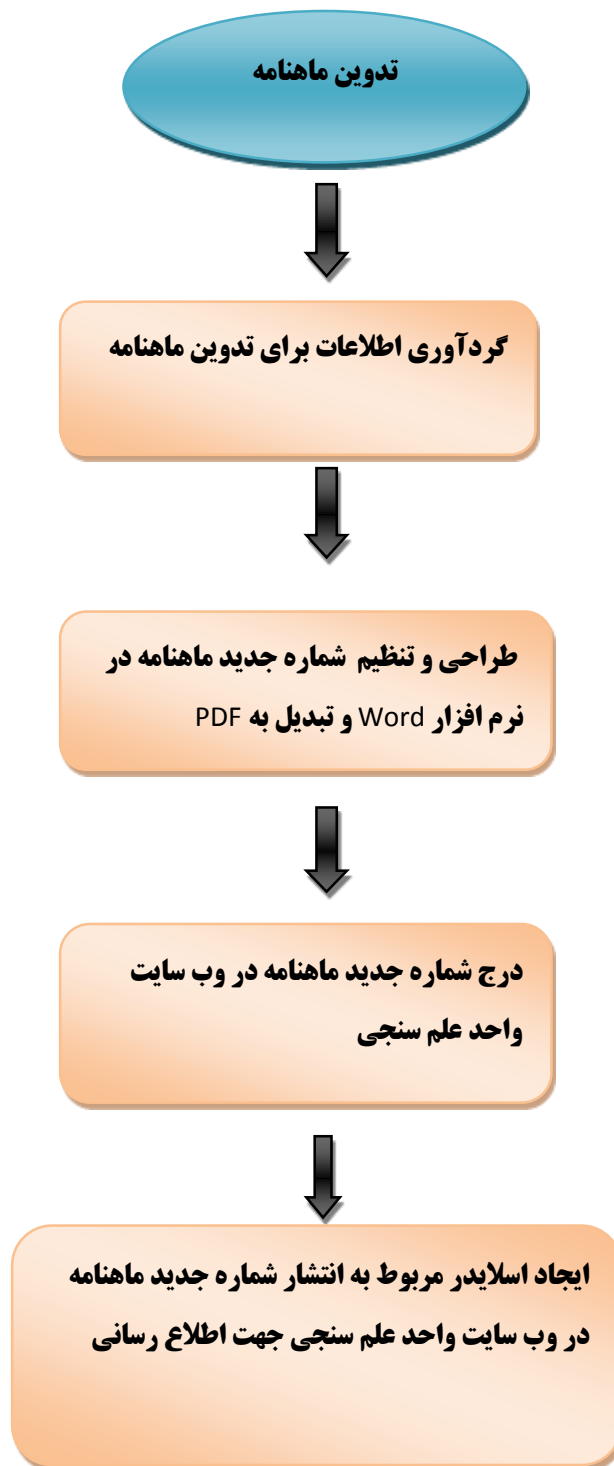 تدوین ماهنامه
گردآوری اطلاعات برای تدوین ماهنامه
طراحی و تنظیم شماره جدید ماهنامه در
نرم افزار Word و تبدیل به PDF
درج شماره جدید ماهنامه در وب سایت
واحد علم سنجی
ایجاد اسلایدر مربوط به انتشار شماره جدید ماهنامه
در وب سایت واحد علم سنجی جهت اطلاع رسانی